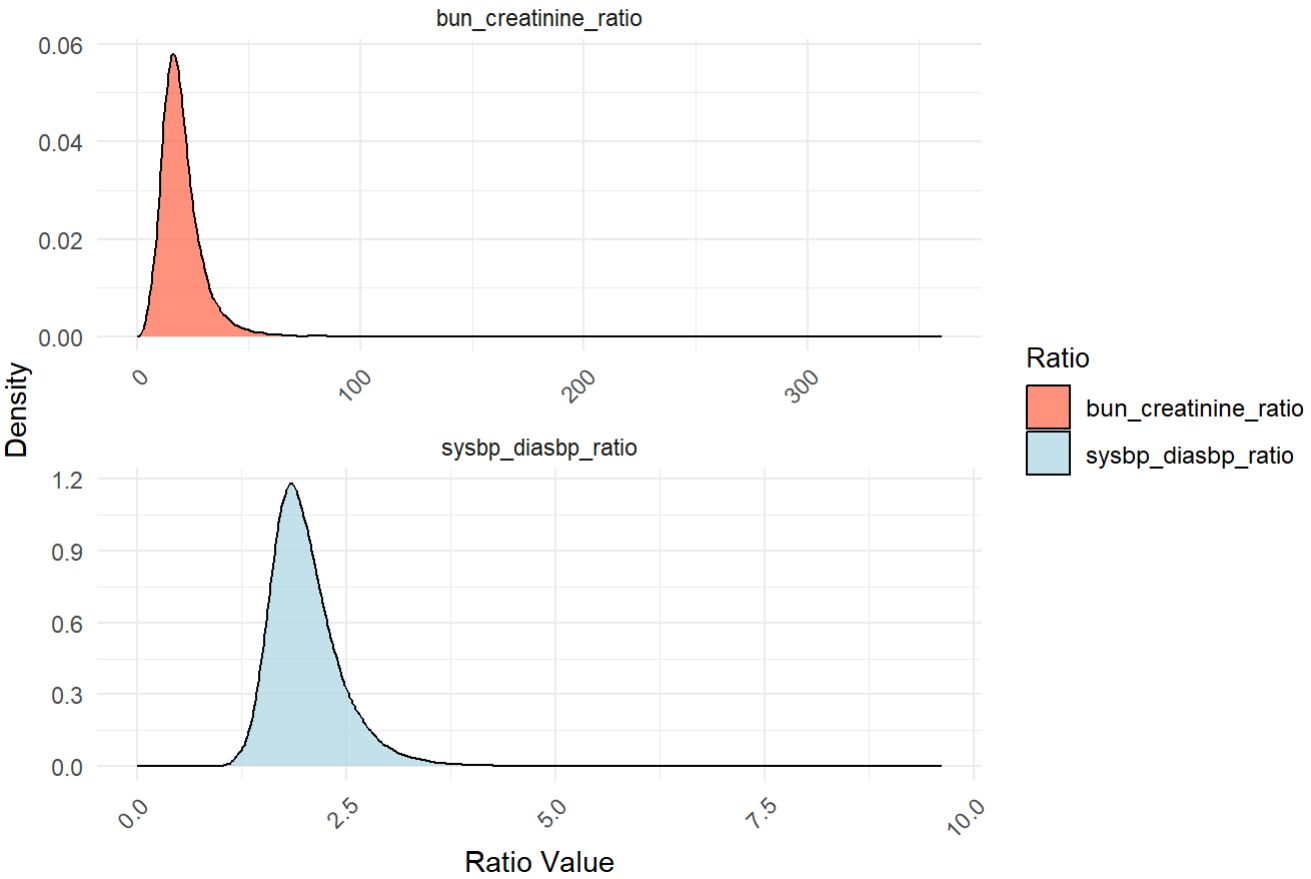 bun_creatinine_ratio
0.06
0.04
0.02
0.00
0
100
200
300
Density
sysbp_diasbp_ratio
1.2
0.9
0.6
0.3
0.0
0.0
2.5
5.0
7.5
10.0
Ratio Value
Ratio
bun_creatinine_ratio
sysbp_diasbp_ratio